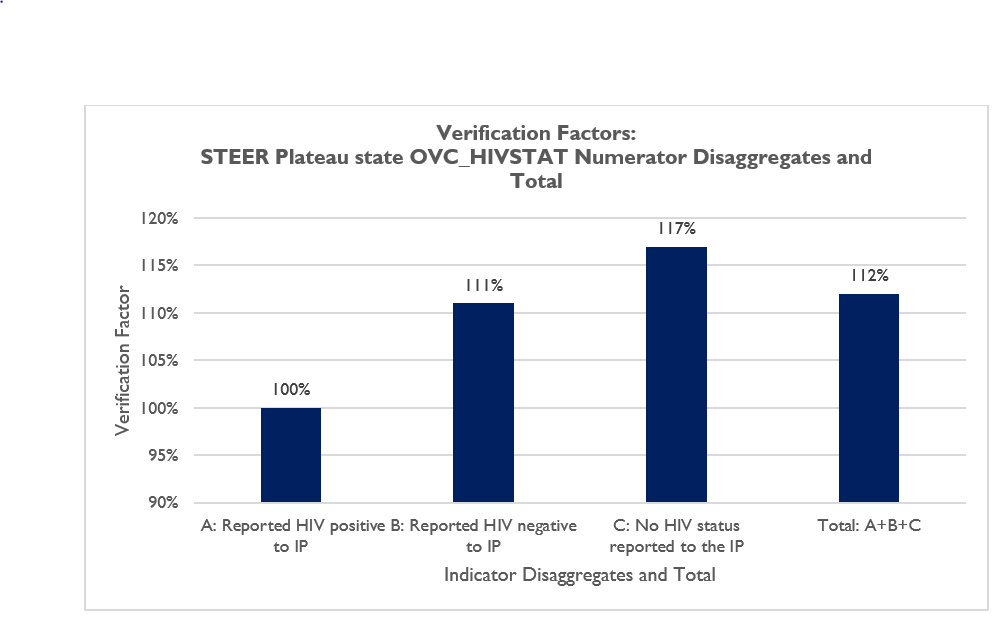 Verification Factors:
STEER Plateau state OVC_HIVSTAT Numerator Disaggregates and
Total
120%
115%
110%
105%
100%
95%
90%
Verification Factor
100%
111%
117%
112%
A: Reported HIV positive
to IP
B: Reported HIV negative
to IP
C: No HIV status
reported to the IP
Total: A+B+C
Indicator Disaggregates and Total